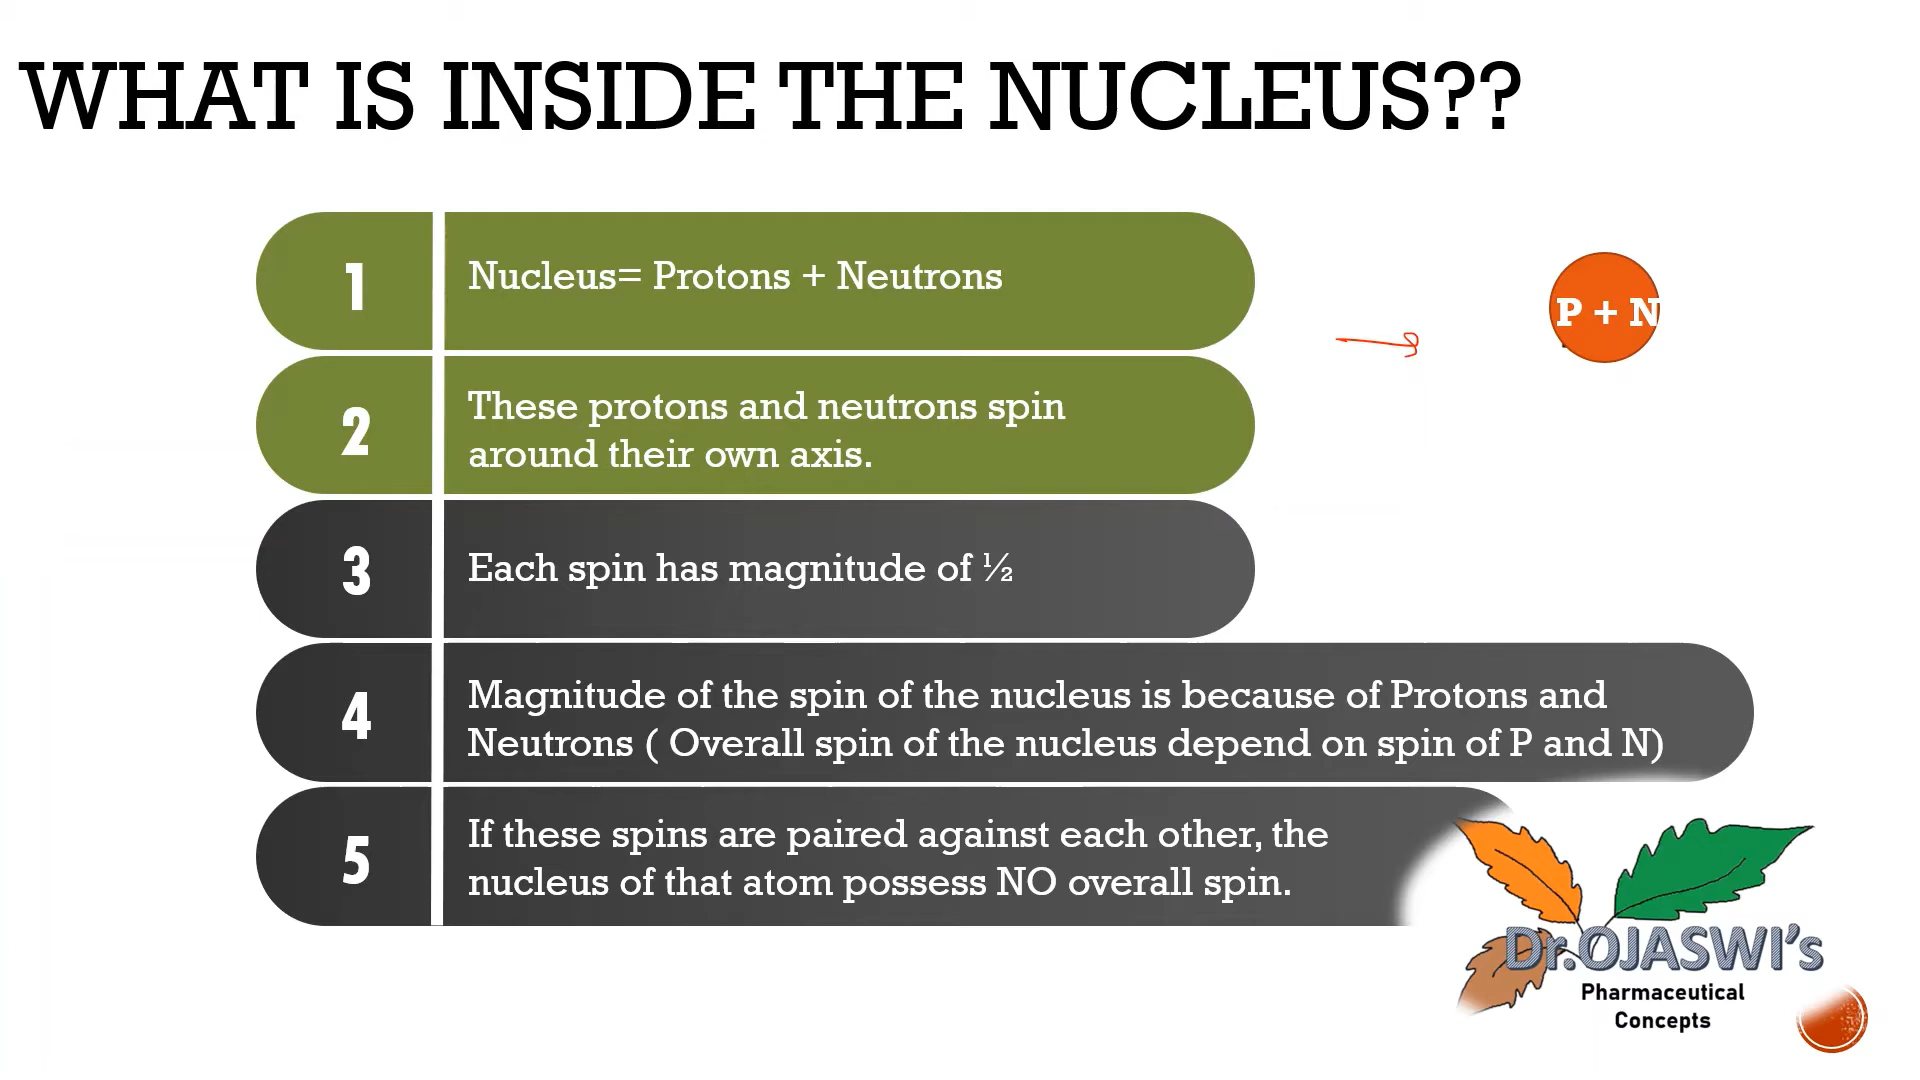 WHAT IS INSIDE THE NUCLEUS??
1
Nucleus= Protons + Neutrons
P + N
2
These protons and neutrons spin
around their own axis.
3
Each spin has magnitude of ½
4
Magnitude of the spin of the nucleus is because of Protons and
Neutrons ( Overall spin of the nucleus depend on spin of P and N)
5
If these spins are paired against each other, the
nucleus of that atom possess NO overall spin.
Dr.OJASWI's
Pharmaceutical
Concepts